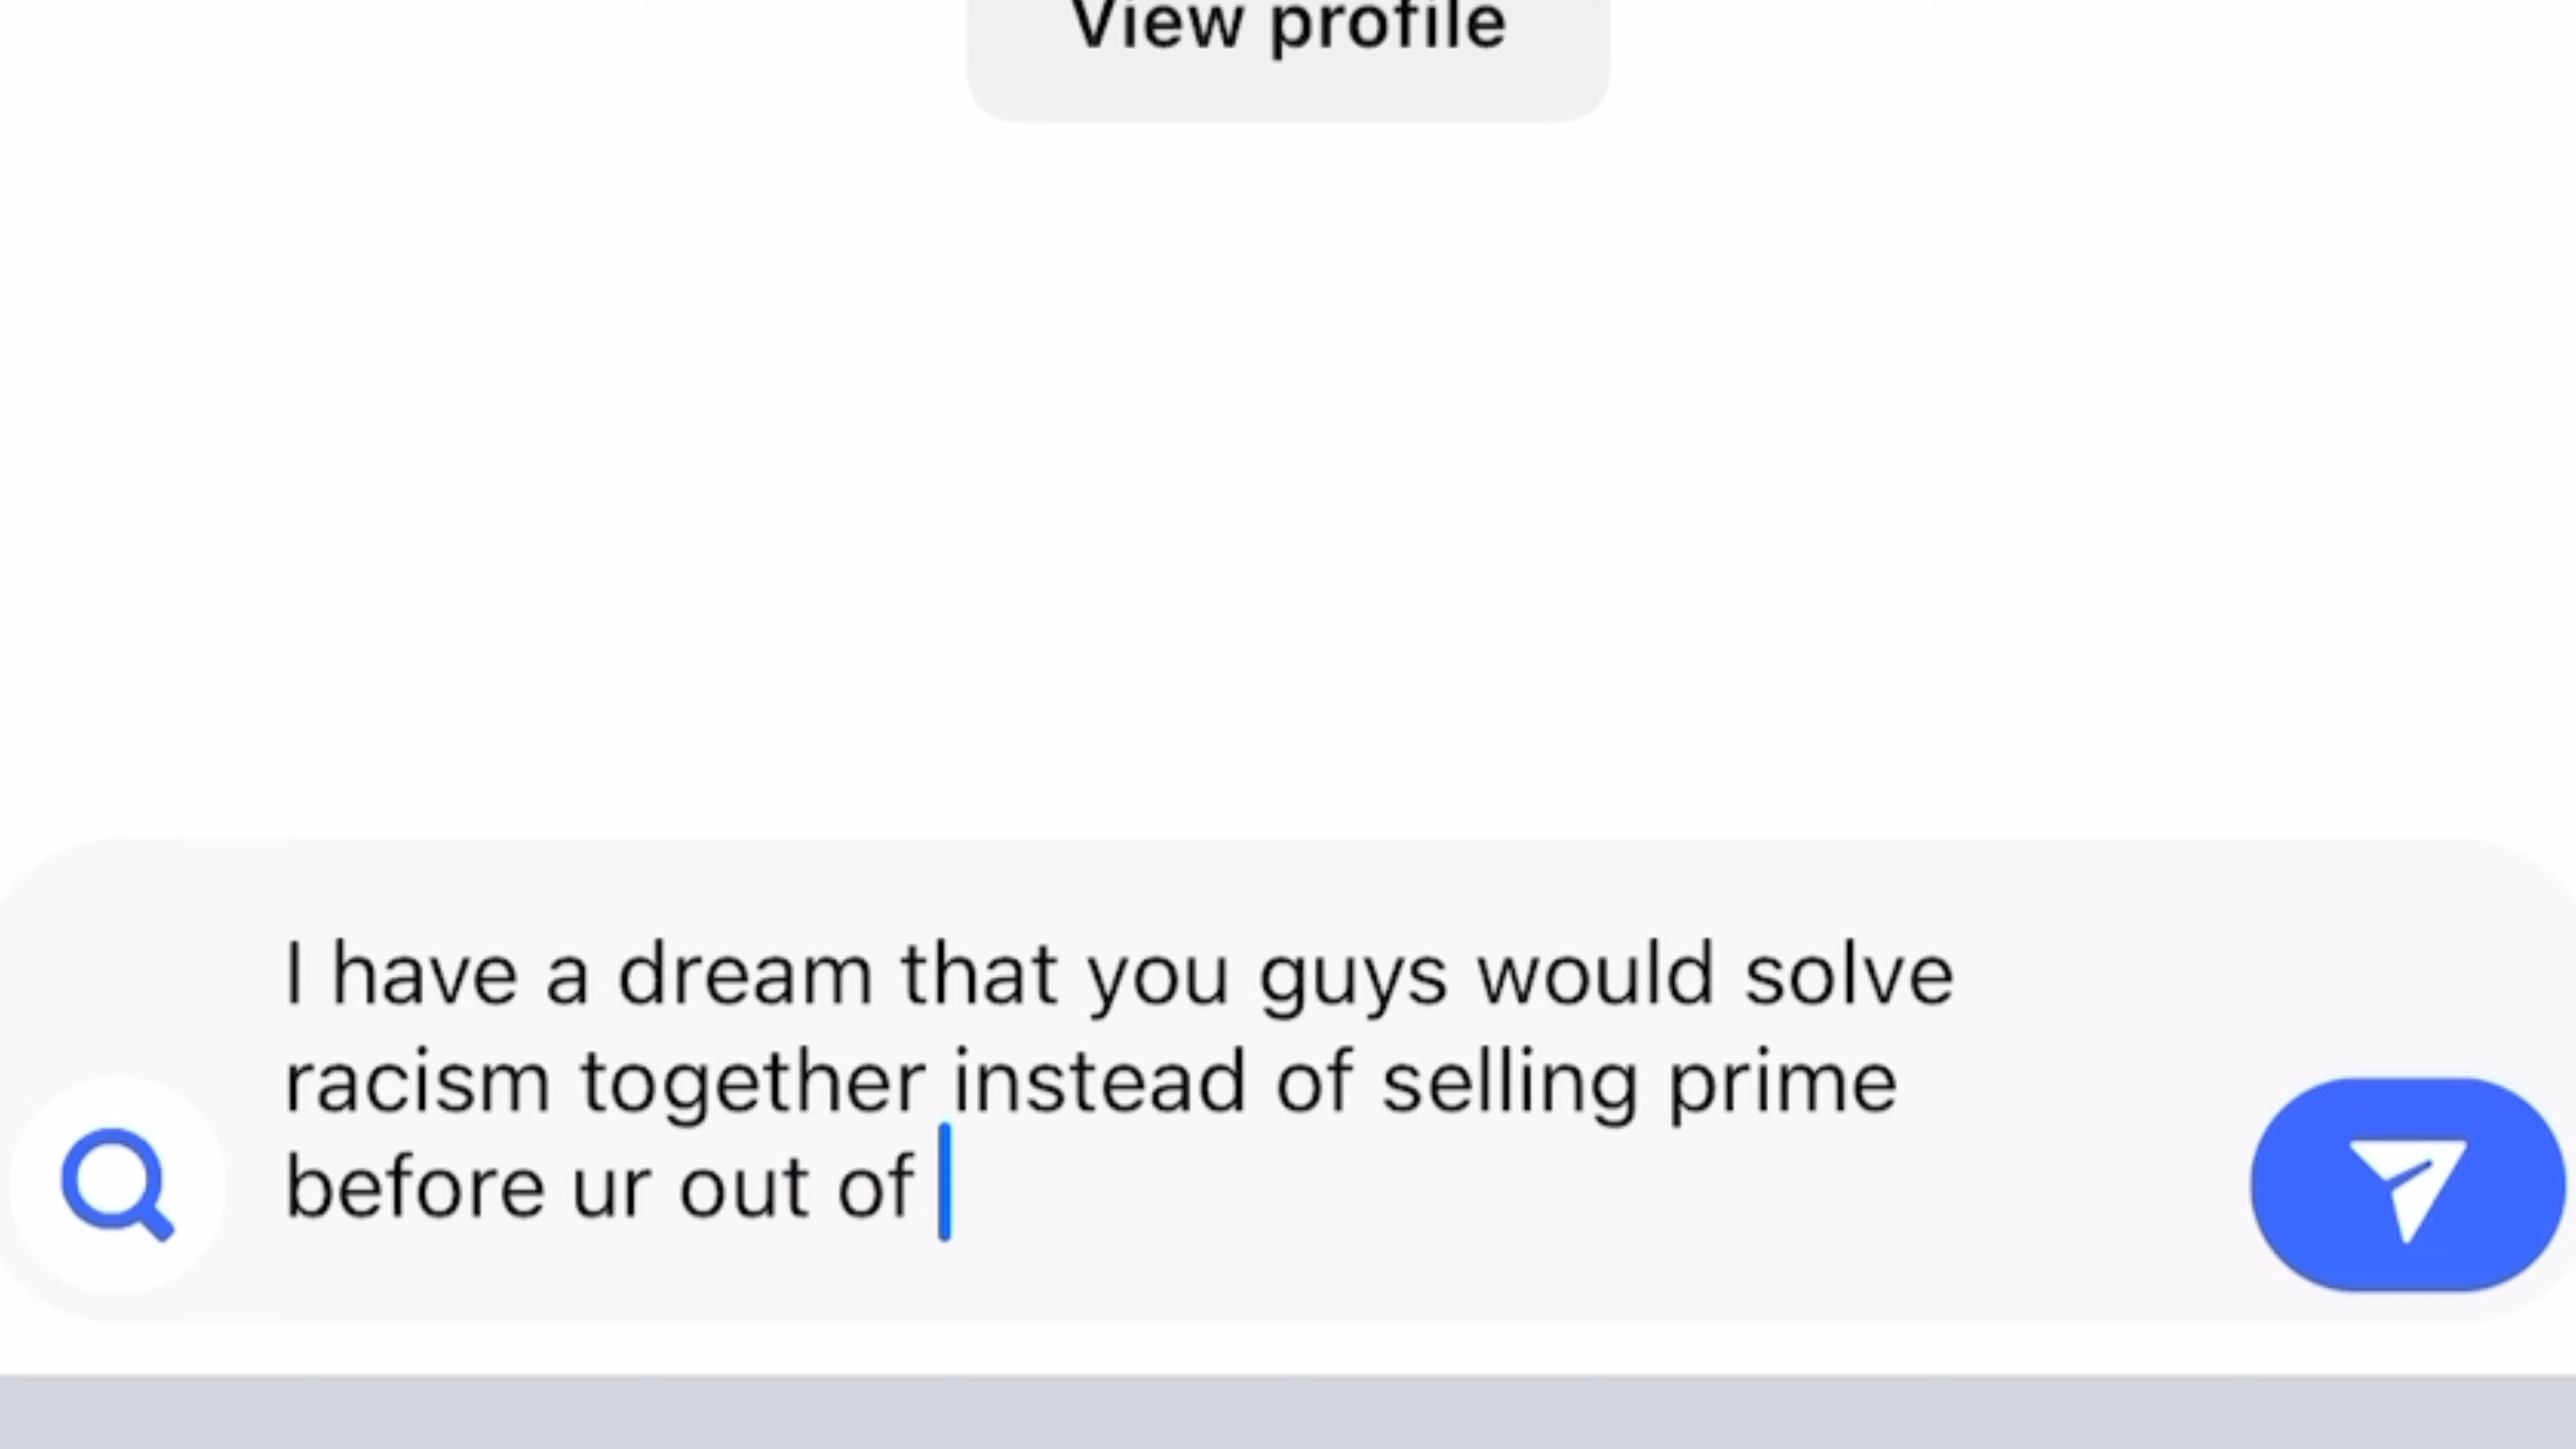 View profile
I have a dream that you guys would solve
racism together instead of selling prime
before ur out of